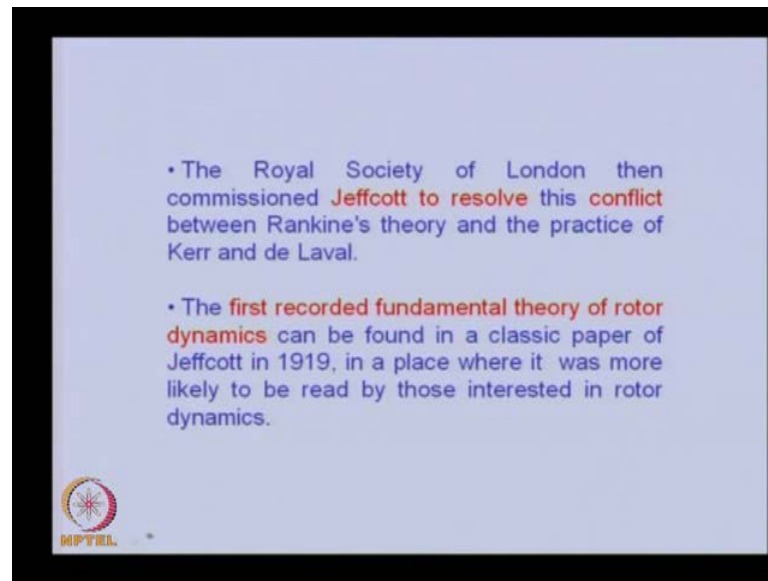 • The Royal Society of London then
commissioned Jeffcott to resolve this conflict
between Rankine's theory and the practice of
Kerr and de Laval.
• The first recorded fundamental theory of rotor
dynamics can be found in a classic paper of
Jeffcott in 1919, in a place where it was more
likely to be read by those interested in rotor
dynamics.
NPTEL